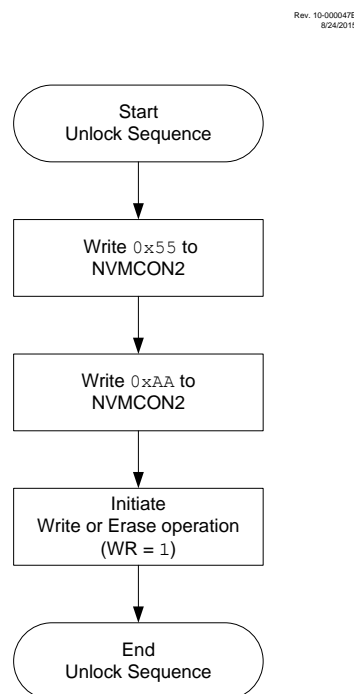 Rev. 10-000047B
8/24/2015
Start
Unlock Sequence
Write 0x55 to
NVMCON2
Write 0xAA to
NVMCON2
Initiate
Write or Erase operation
(WR = 1)
End
Unlock Sequence